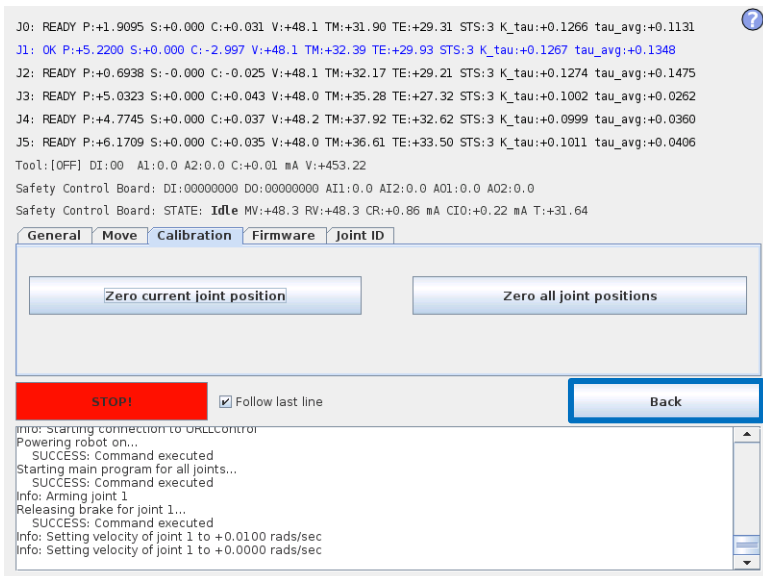 J0: READY P:+1.9095 S:+0.000 C:+0.031 V:+48.1 TM:+31.90 TE:+29.31 STS:3 K_tau:+0.1266 tau_avg:+0.1131
?
J1: OK P:+5.2200 S:+0.000 C:-2.997 V:+48.1 TM:+32.39 TE:+29.93 STS:3 K_tau:+0.1267 tau_avg:+0.1348
J2: READY P:+0.6938 S:-0.000 C:-0.025 V:+48.1 TM:+32.17 TE:+29.21 STS:3 K_tau:+0.1274 tau_avg:+0.1475
J3: READY P:+5.0323 S:+0.000 C:+0.043 V:+48.0 TM:+35.28 TE:+27.32 STS:3 K_tau:+0.1002 tau_avg:+0.0262
J4: READY P:+4.7745 S:+0.000 C:+0.037 V:+48.2 TM:+37.92 TE:+32.62 STS:3 K_tau:+0.0999 tau_avg:+0.0360
J5: READY P:+6.1709 S:+0.000 C:+0.035 V:+48.0 TM:+36.61 TE:+33.50 STS:3 K_tau:+0.1011 tau_avg:+0.0406
Tool:[OFF] DI:00 A1:0.0 A2:0.0 C:+0.01 mA V:+453.22
Safety Control Board: DI:00000000 DO:00000000 AI1:0.0 AI2:0.0 AO1:0.0 AO2:0.0
Safety Control Board: STATE: Idle MV:+48.3 RV:+48.3 CR:+0.86 mA CIO:+0.22 mA T:+31.64
General Move Calibration Firmware Joint ID
Zero current joint position Zero all joint positions
STOP! Follow last line Back
Info: Starting connection to URLLControl
Powering robot on...
SUCCESS: Command executed
Starting main program for all joints...
SUCCESS: Command executed
Info: Arming joint 1
Releasing brake for joint 1...
SUCCESS: Command executed
Info: Setting velocity of joint 1 to +0.0100 rads/sec
Info: Setting velocity of joint 1 to +0.0000 rads/sec